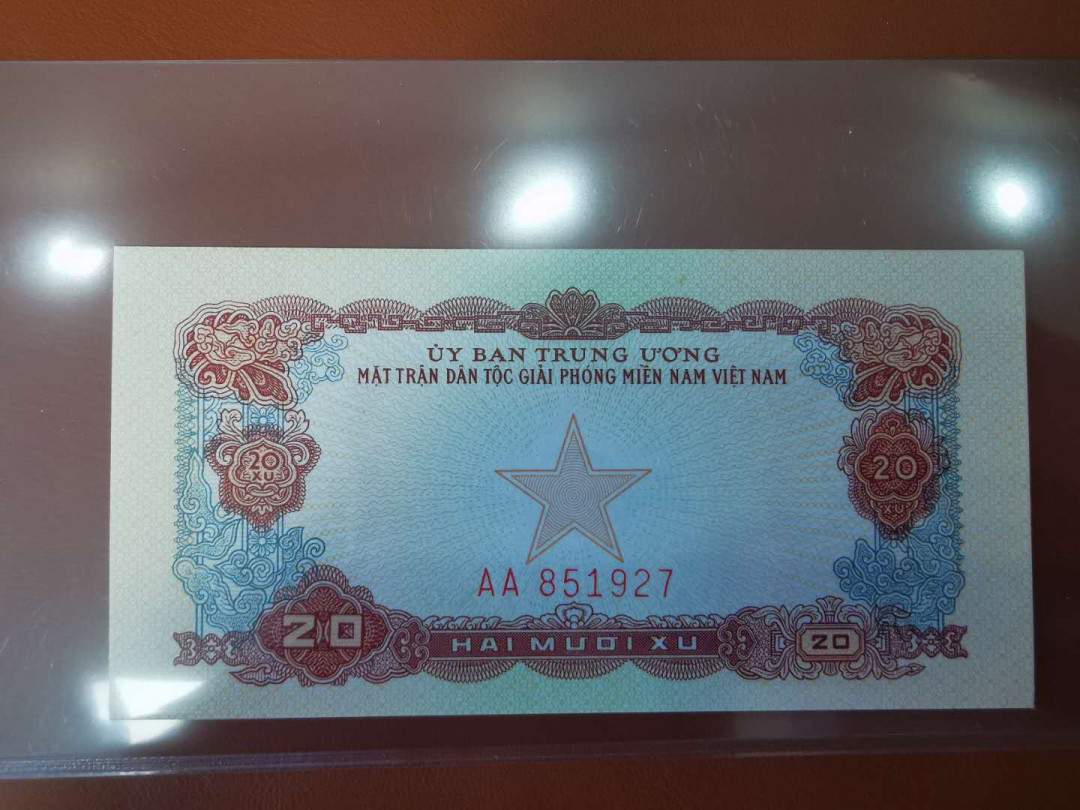 ỦY BAN TRUNG ƯƠNG
MẶT TRẬN DÂN TỘC GIẢI PHÓNG MIỀN NAM VIỆT NAM
20
XU
20
XU
AA 851927
20
HAI MƯƠI XU
20